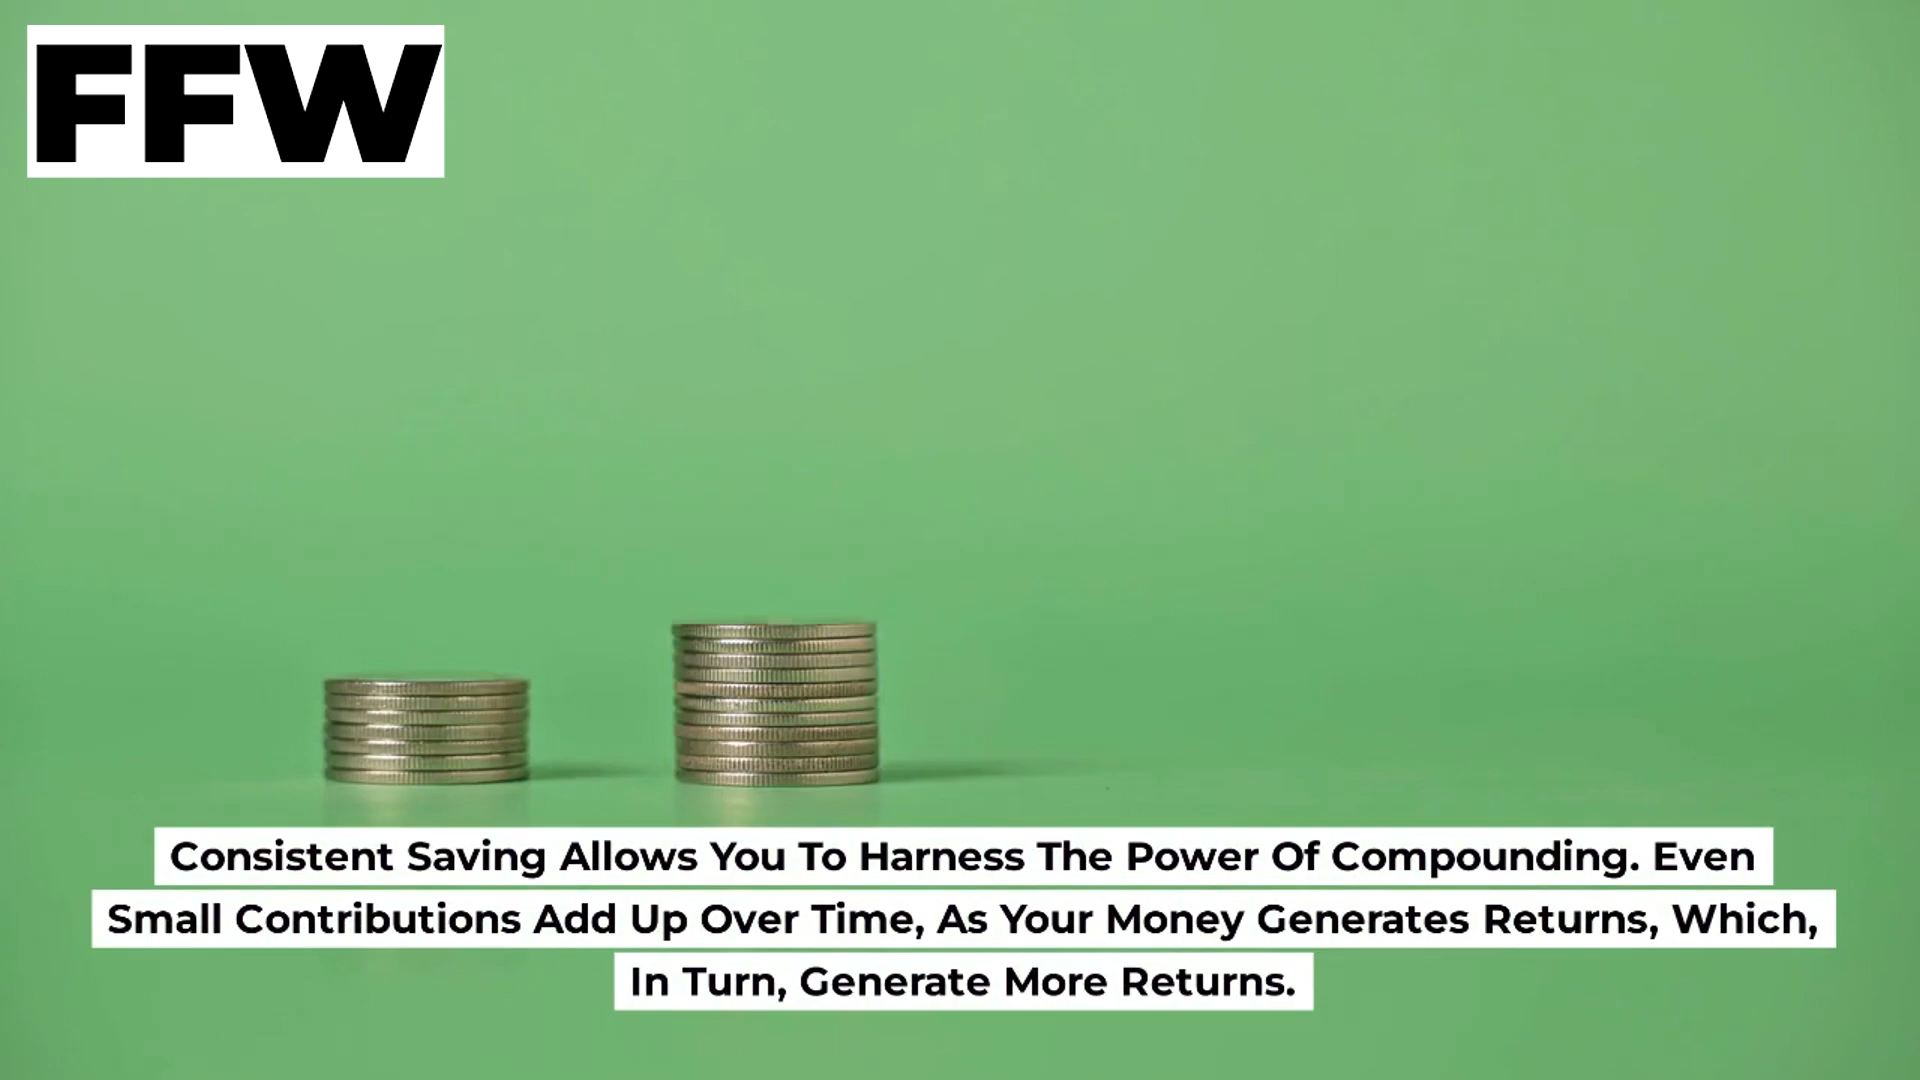 FFW
Consistent Saving Allows You To Harness The Power Of Compounding. Even
Small Contributions Add Up Over Time, As Your Money Generates Returns, Which,
In Turn, Generate More Returns.